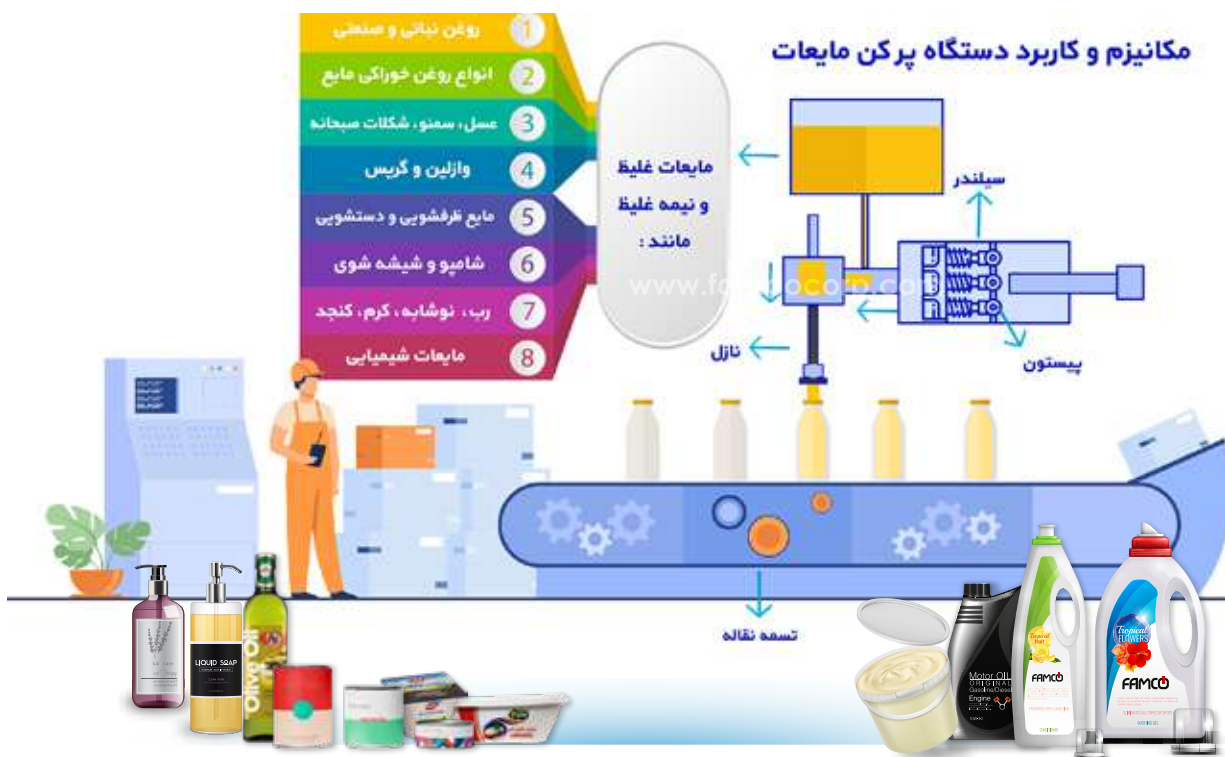 مکانیزم و کاربرد دستگاه پرکن مایعات
1 روغن نباتی و صنعتی
2 انواع روغن خوراکی مایع
3 عسل، سمنو، شکلات صبحانه
4 وازلین و گریس
5 مایع ظرفشویی و دستشویی
6 شامپو و شیشه شوی
7 رب، نوشابه، کرم، کنجد
8 مایعات شیمیایی
مایعات غلیظ
و نیمه غلیظ
مانند :
سیلندر
پیستون
نازل
تسمه نقاله
LIQUID SOAP
Olive Oil
Motor OIL
ORIGINAL
Gasoline/Diesel
Engine
Tropical
FAMCO
Tropical
FLOWERS
FAMCO